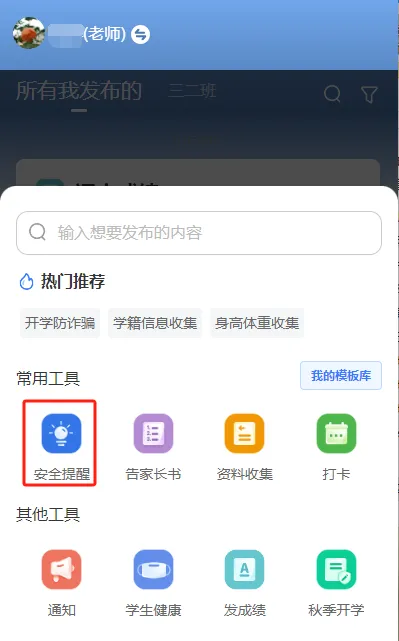 (老师)
所有我发布的 三二班
输入想要发布的内容
热门推荐
开学防诈骗 学籍信息收集 身高体重收集
常用工具 我的模板库
安全提醒 告家长书 资料收集 打卡
其他工具
通知 学生健康 发成绩 秋季开学